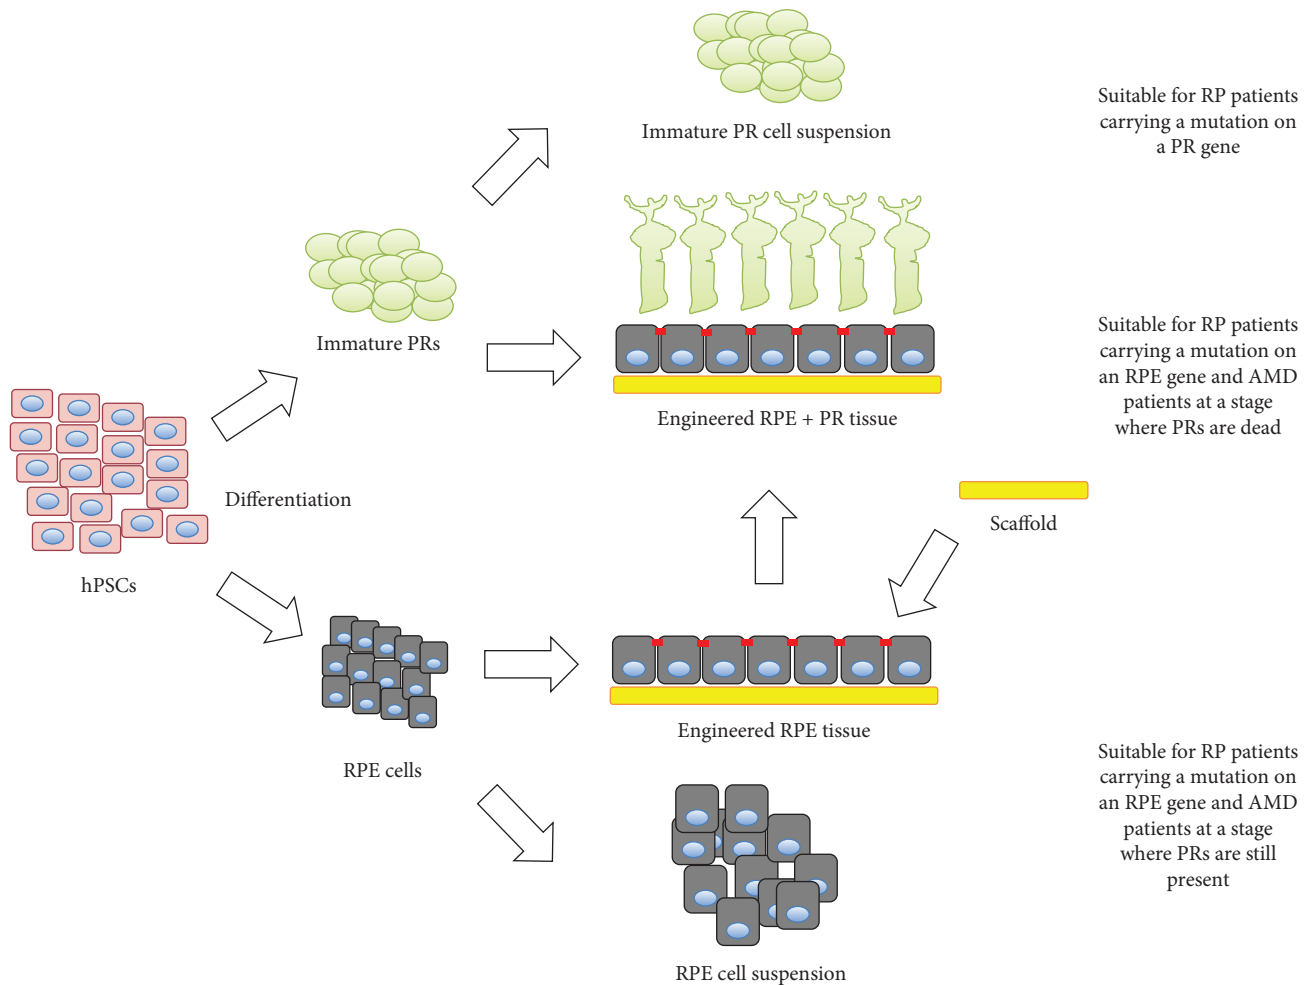 Immature PR cell suspension
Suitable for RP patients
carrying a mutation on
a PR gene
Immature PRs
Engineered RPE + PR tissue
Suitable for RP patients
carrying a mutation on
an RPE gene and AMD
patients at a stage
where PRs are dead
Differentiation
hPSCs
Scaffold
RPE cells
Engineered RPE tissue
RPE cell suspension
Suitable for RP patients
carrying a mutation on
an RPE gene and AMD
patients at a stage
where PRs are still
present